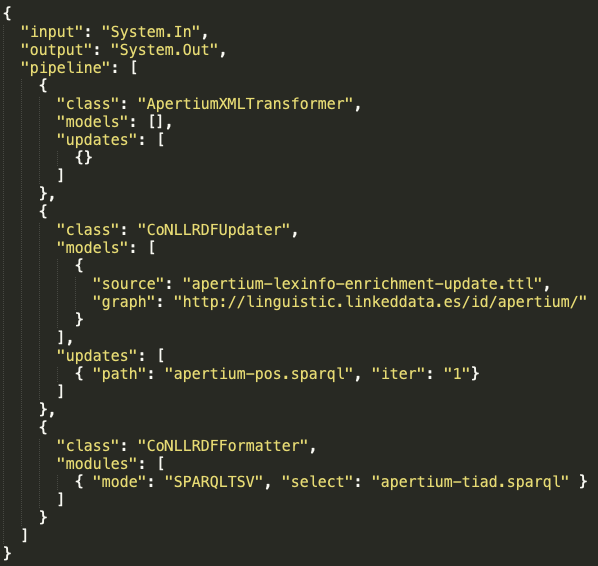 {
  "input": "System.In",
  "output": "System.Out",
  "pipeline": [
    {
      "class": "ApertiumXMLTransformer",
      "models": [],
      "updates": [
        {}
      ]
    },
    {
      "class": "CoNLLRDFUpdater",
      "models": [
        {
          "source": "apertium-lexinfo-enrichment-update.ttl",
          "graph": "http://linguistic.linkeddata.es/id/apertium/"
        }
      ],
      "updates": [
        { "path": "apertium-pos.sparql", "iter": "1"}
      ]
    },
    {
      "class": "CoNLLRDFFormatter",
      "modules": [
        { "mode": "SPARQLTSV", "select": "apertium-tiad.sparql" }
      ]
    }
  ]
}